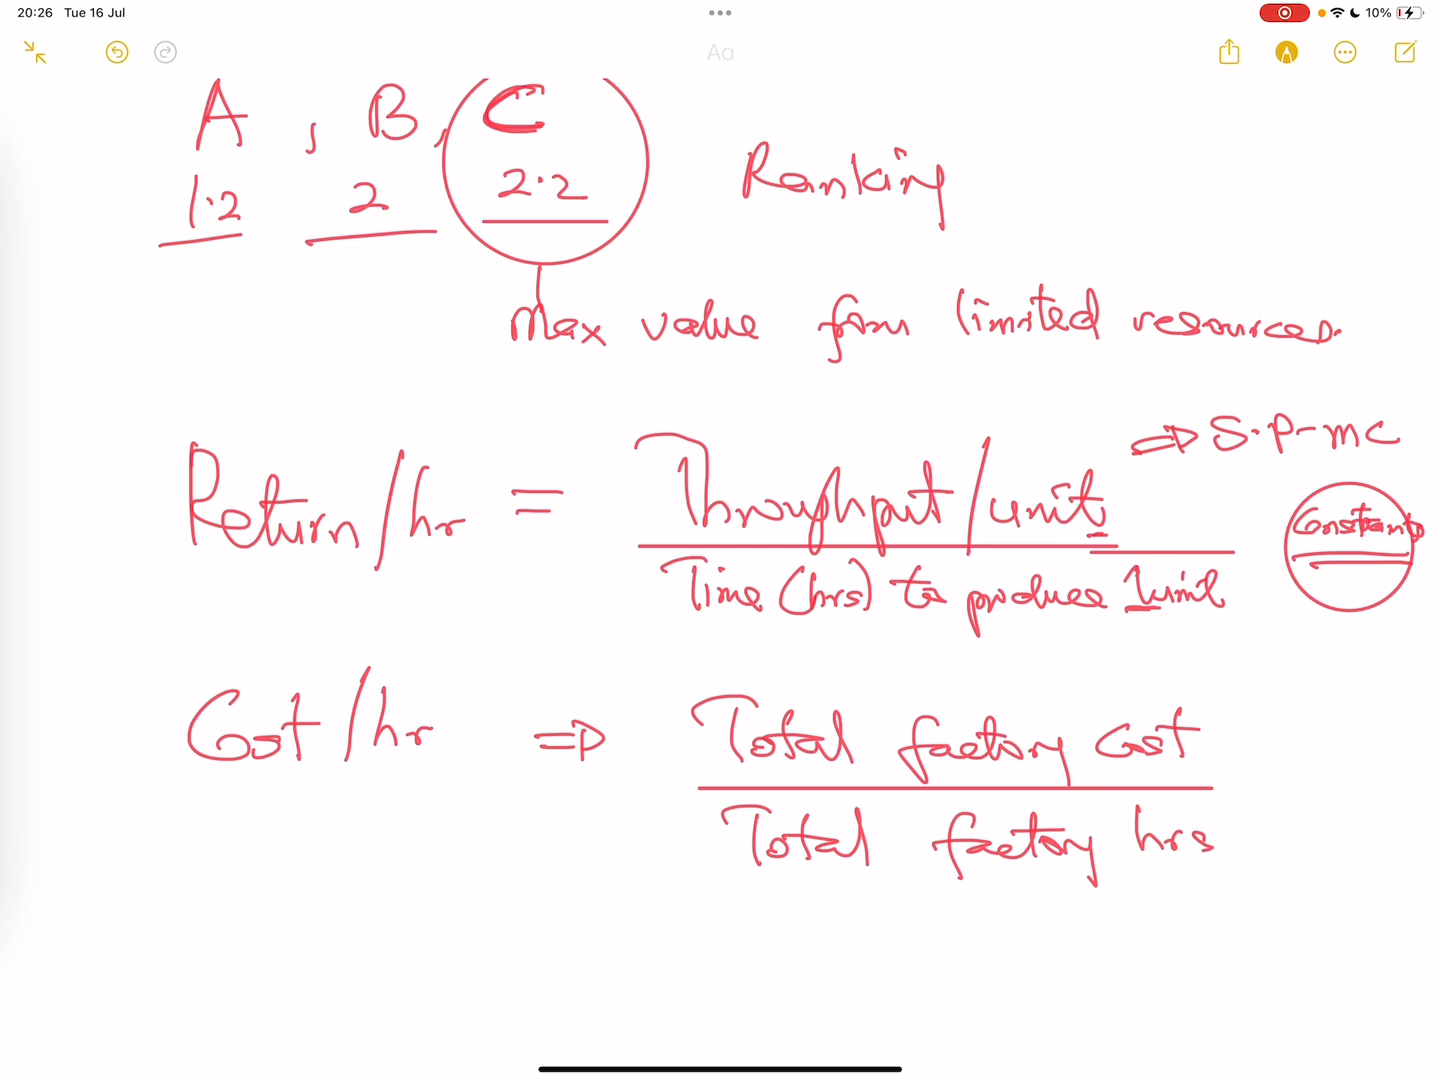 20:26 Tue 16 Jul
10%
Aa
A , B, C
1.2 2 2.2
Ranking
Max value from limited resources.
Return/hr = Throughput/unit ⇒ S.P-mc
Time (hrs) to produce 1 unit
Constants
Cost/hr ⇒ Total factory cost
Total factory hrs